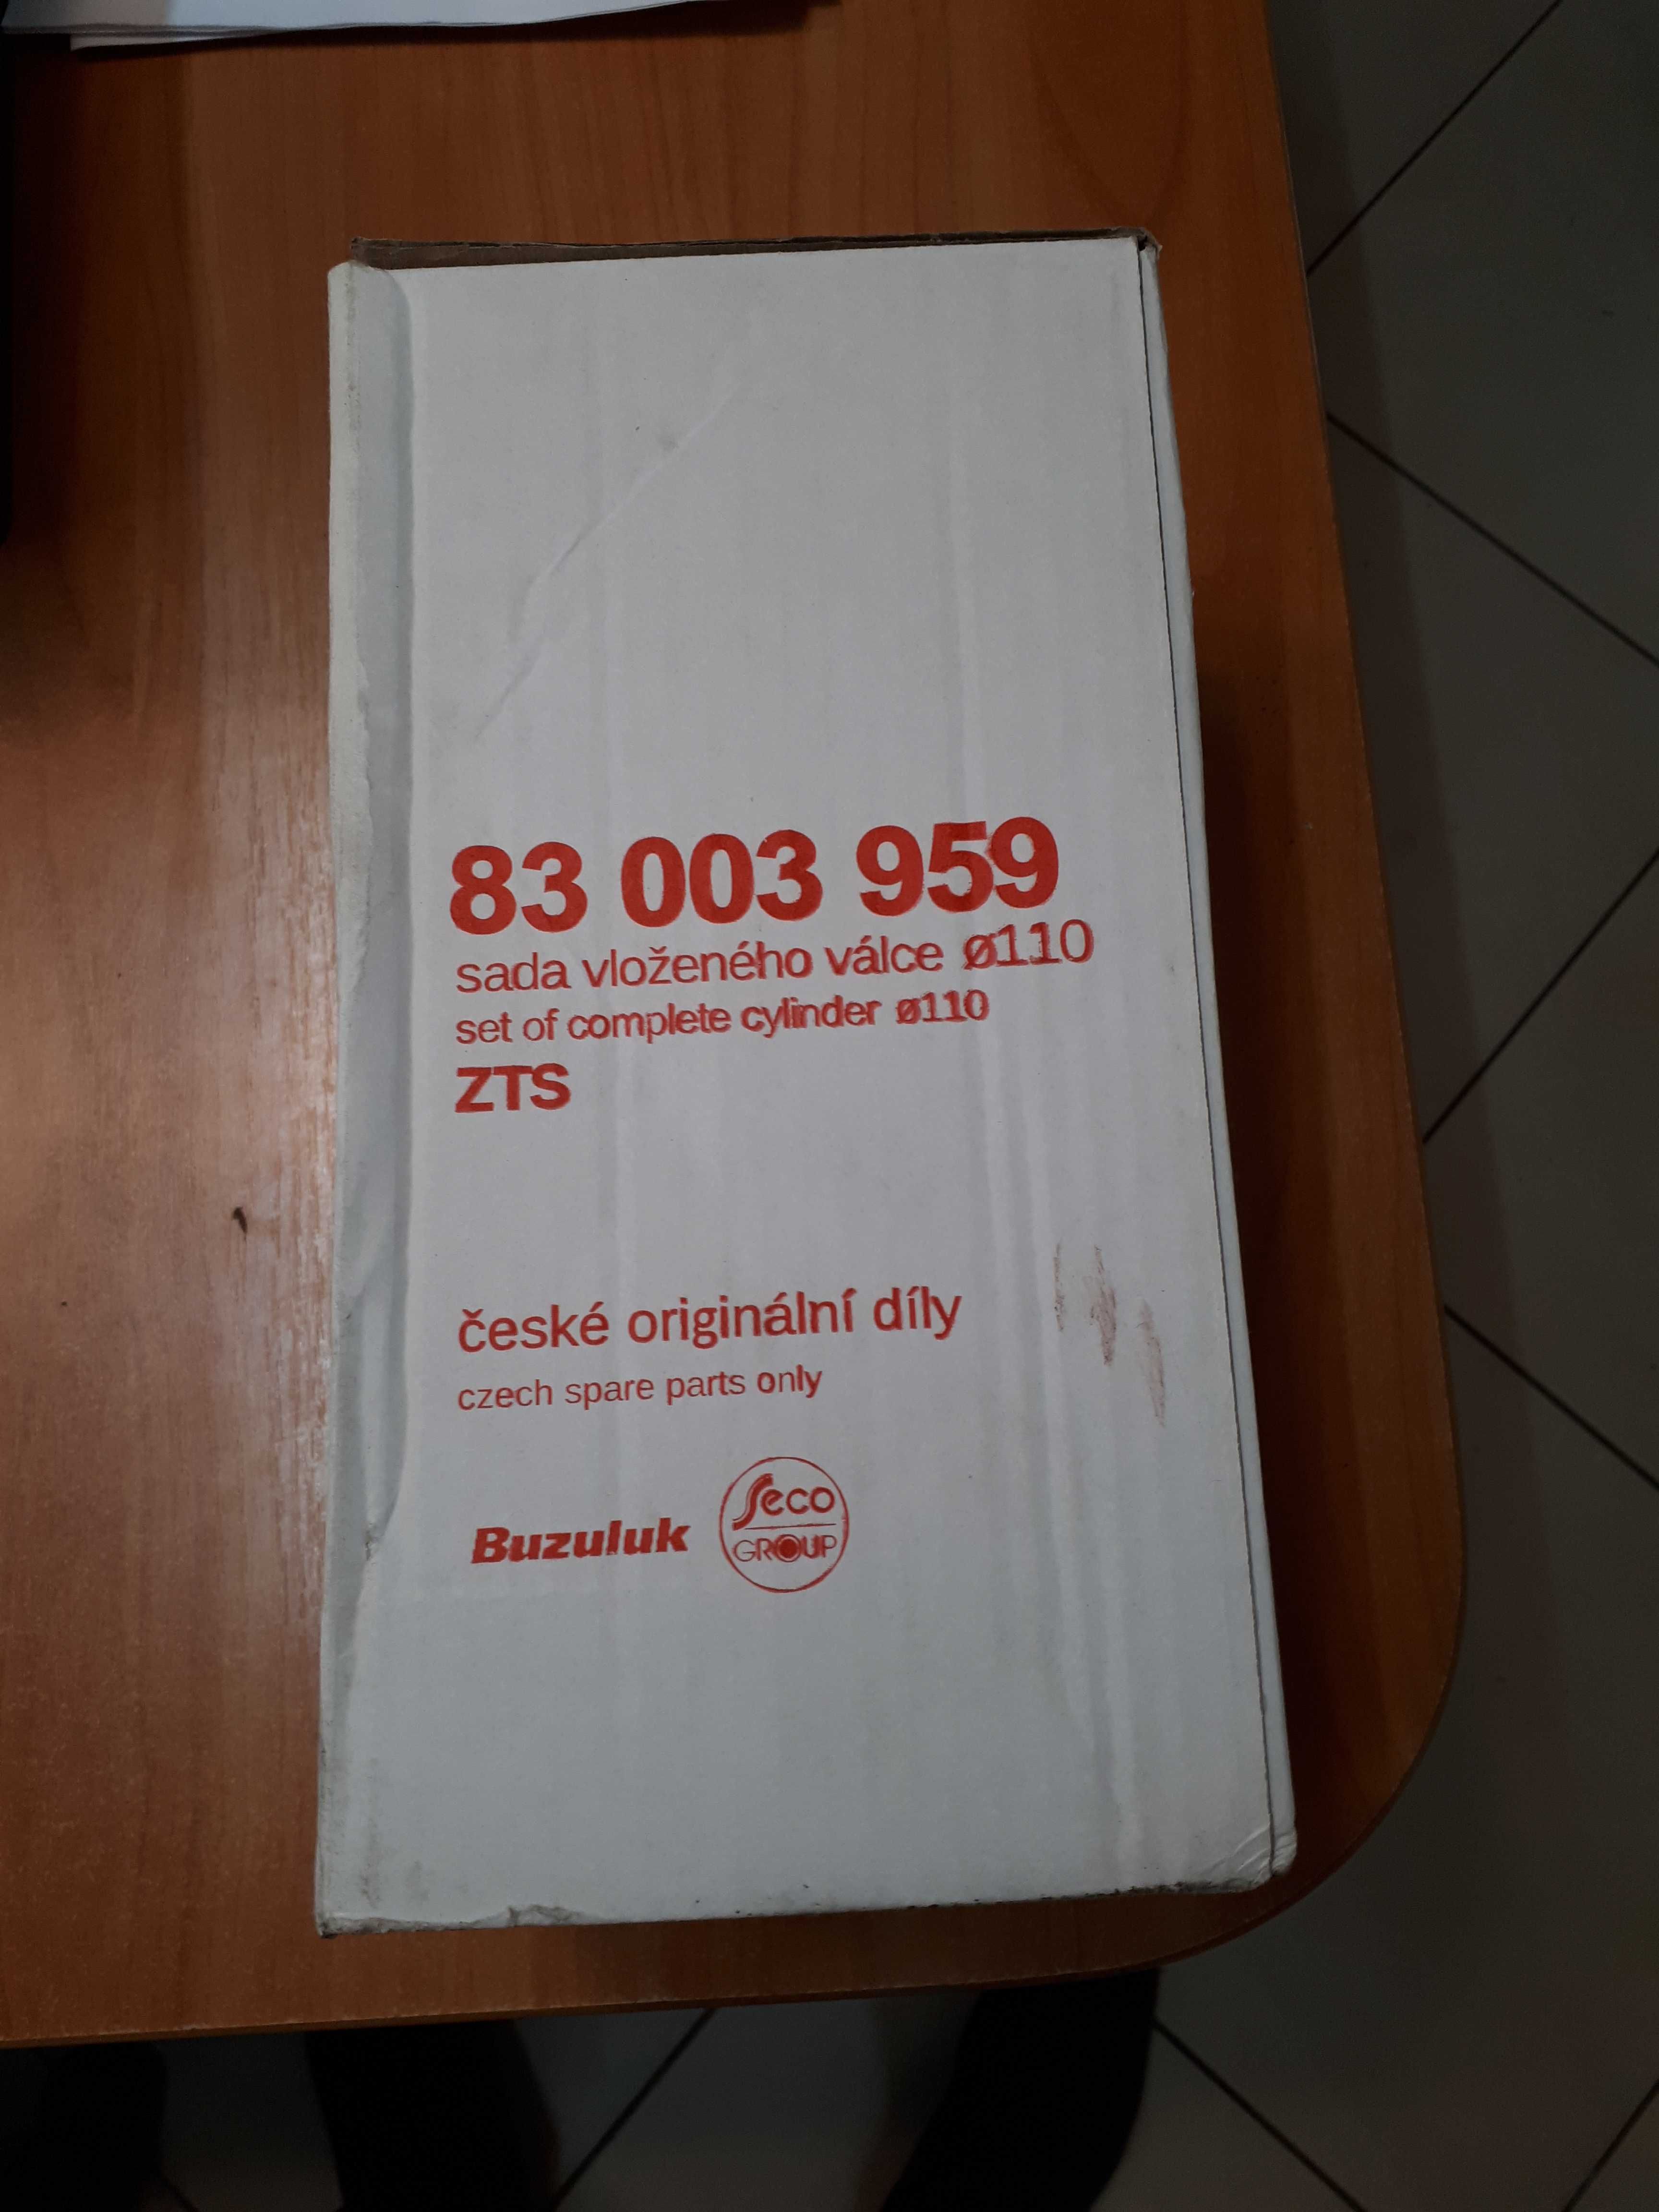 83 003 959
sada vloženého válce ø110
set of complete cylinder ø110
ZTS
české originální díly
czech spare parts only
Buzuluk
Seco
GROUP